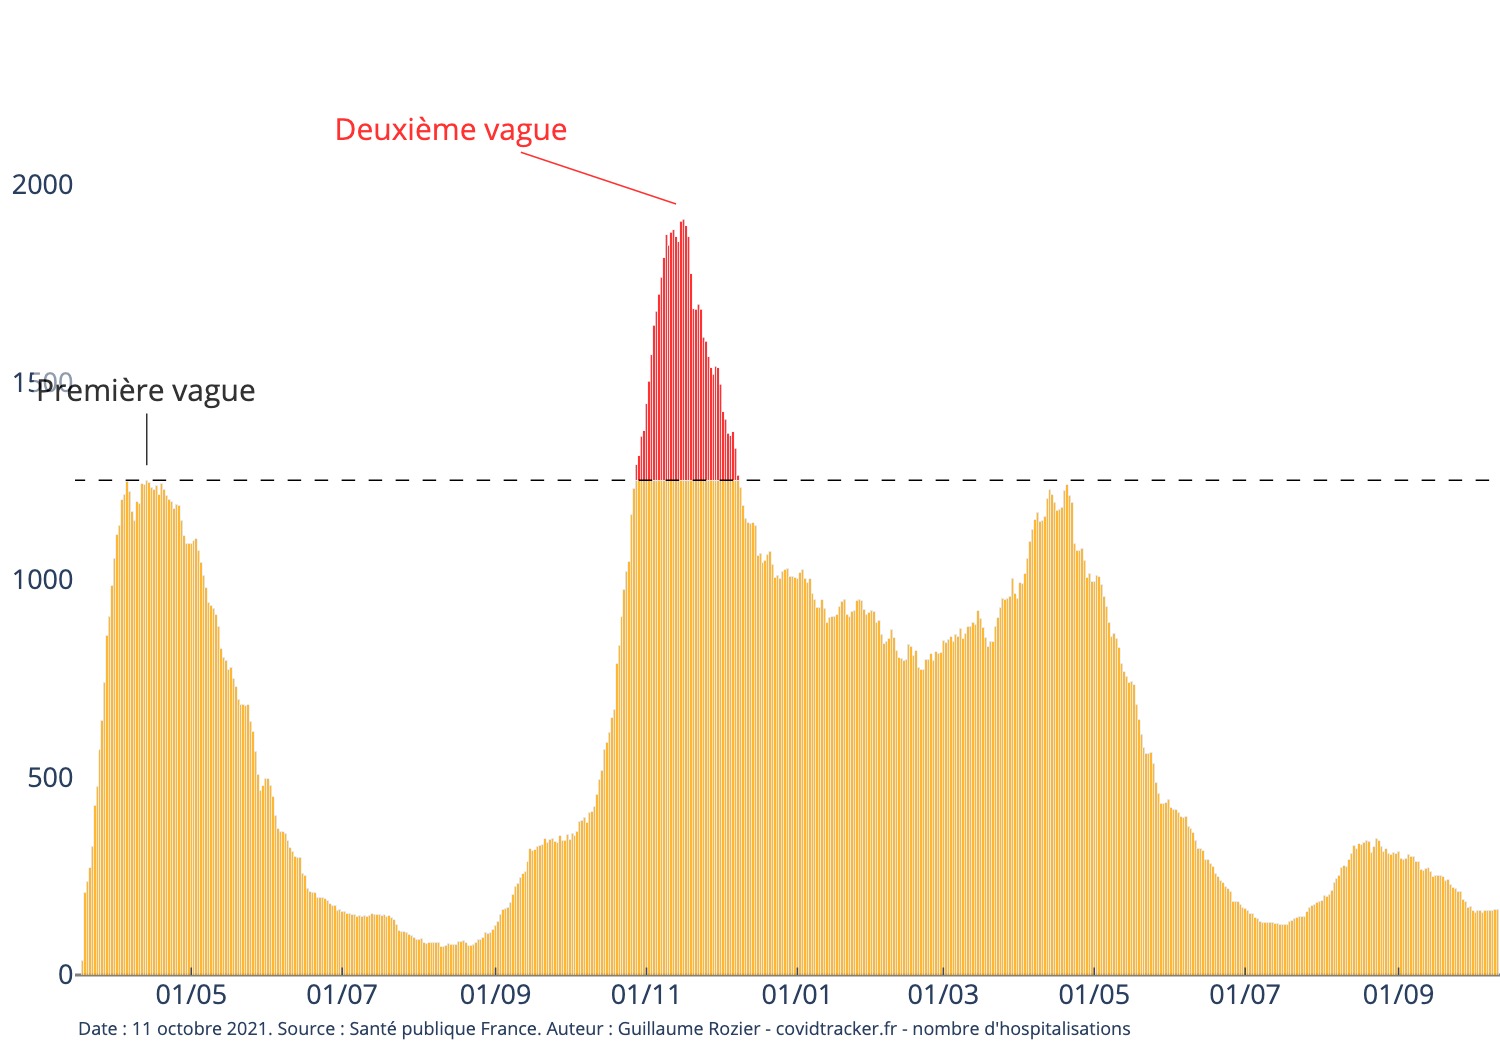 Deuxième vague
2000
1500
Première vague
1000
500
0
01/05 01/07 01/09 01/11 01/01 01/03 01/05 01/07 01/09
Date : 11 octobre 2021. Source : Santé publique France. Auteur : Guillaume Rozier - covidtracker.fr - nombre d'hospitalisations